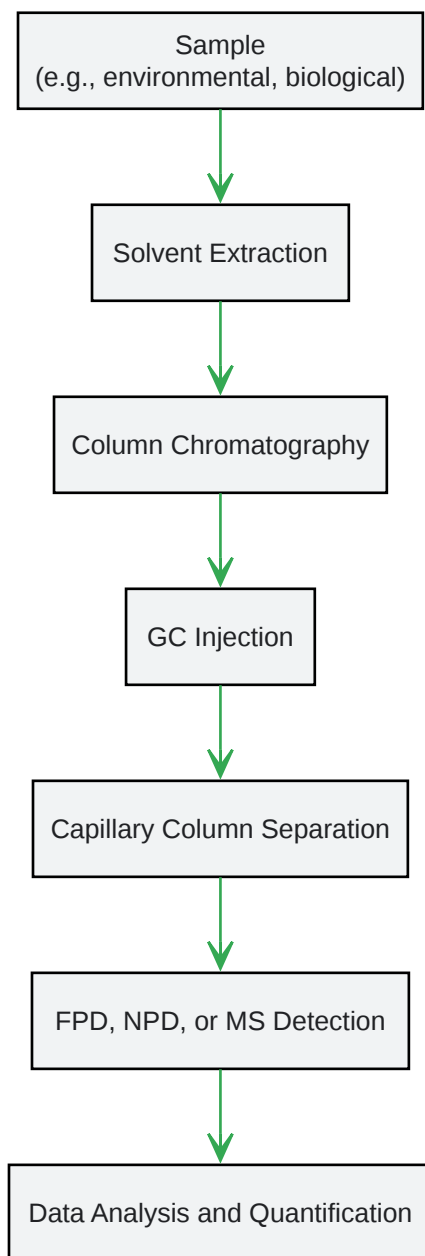 Sample
(e.g., environmental, biological)
Solvent Extraction
Column Chromatography
GC Injection
Capillary Column Separation
FPD, NPD, or MS Detection
Data Analysis and Quantification